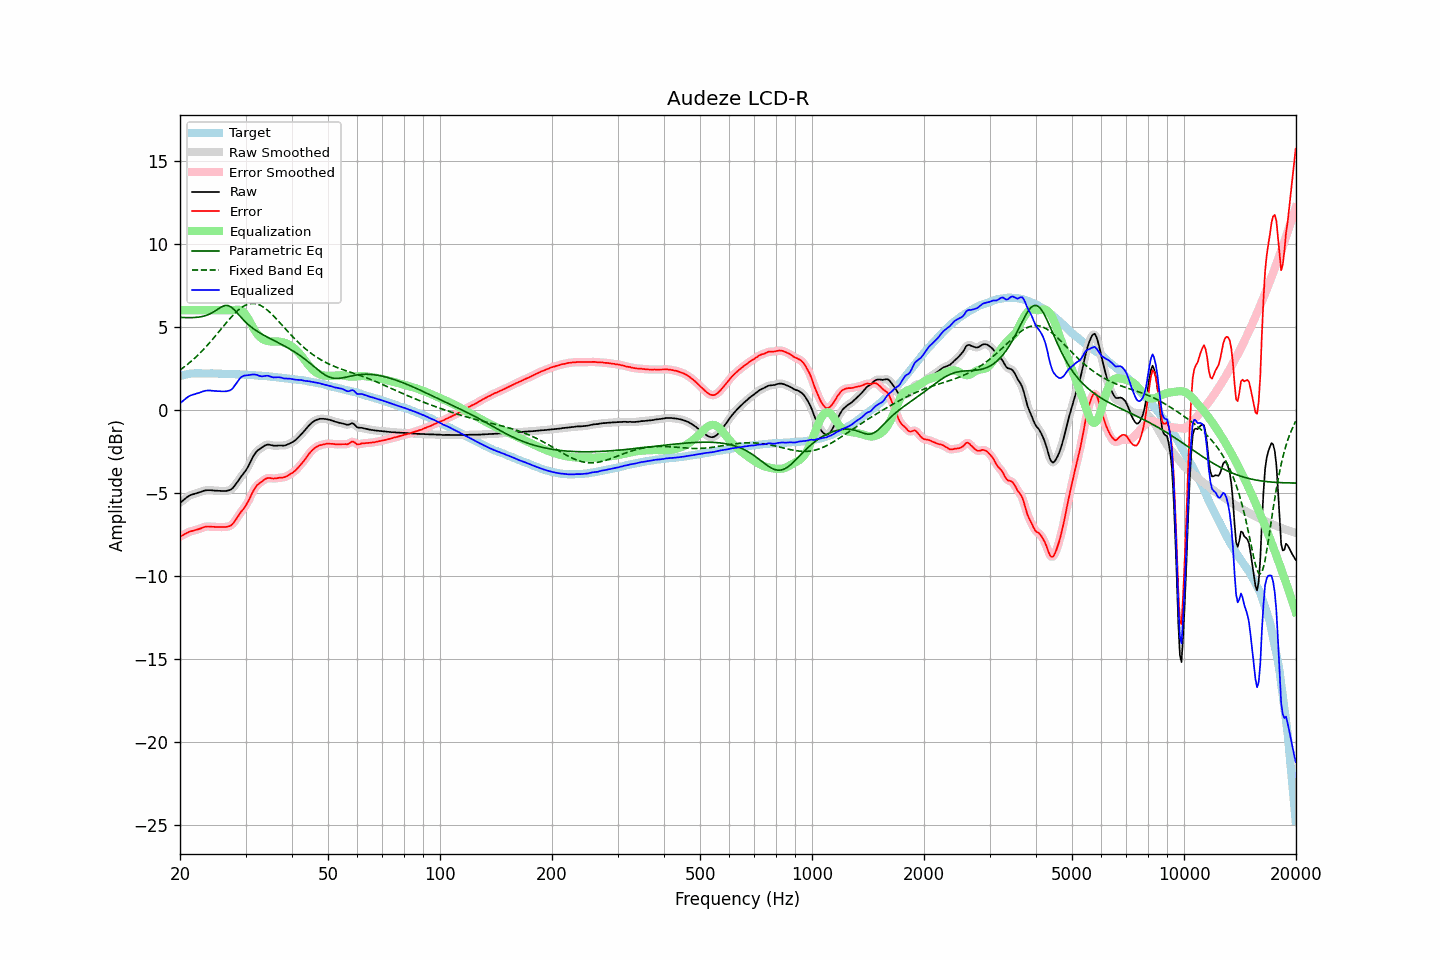 Audeze LCD-R
Target
Raw Smoothed
Error Smoothed
Raw
Error
Equalization
Parametric Eq
Fixed Band Eq
Equalized
Amplitude (dBr)
15
10
5
0
−5
−10
−15
−20
−25
20
50
100
200
500
1000
2000
5000
10000
20000
Frequency (Hz)